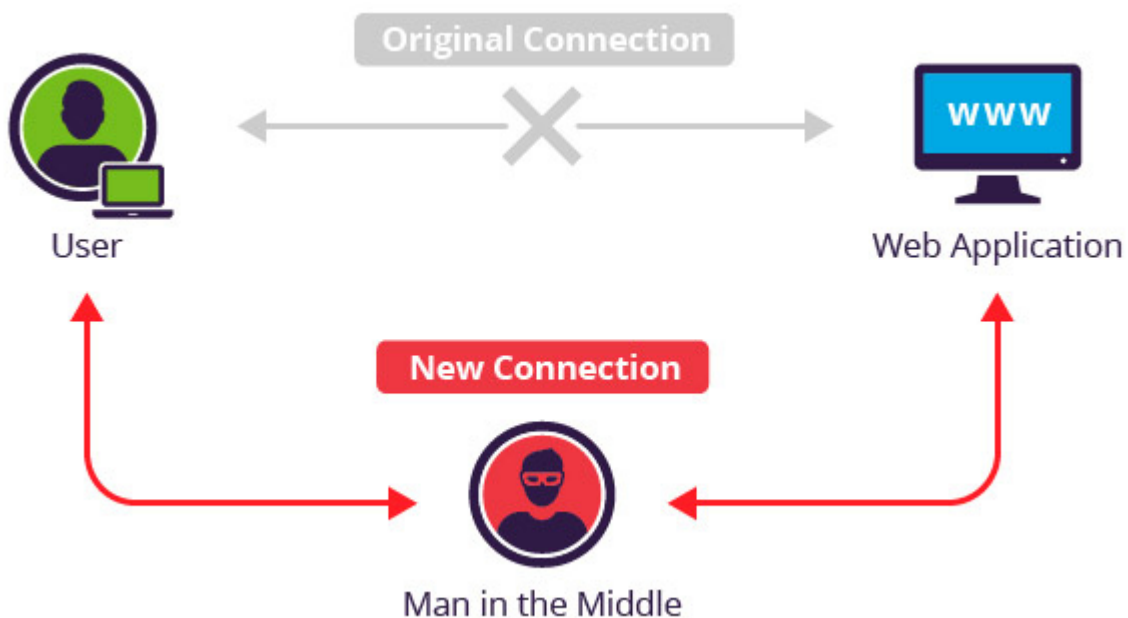 Original Connection
www
User
Web Application
New Connection
Man in the Middle